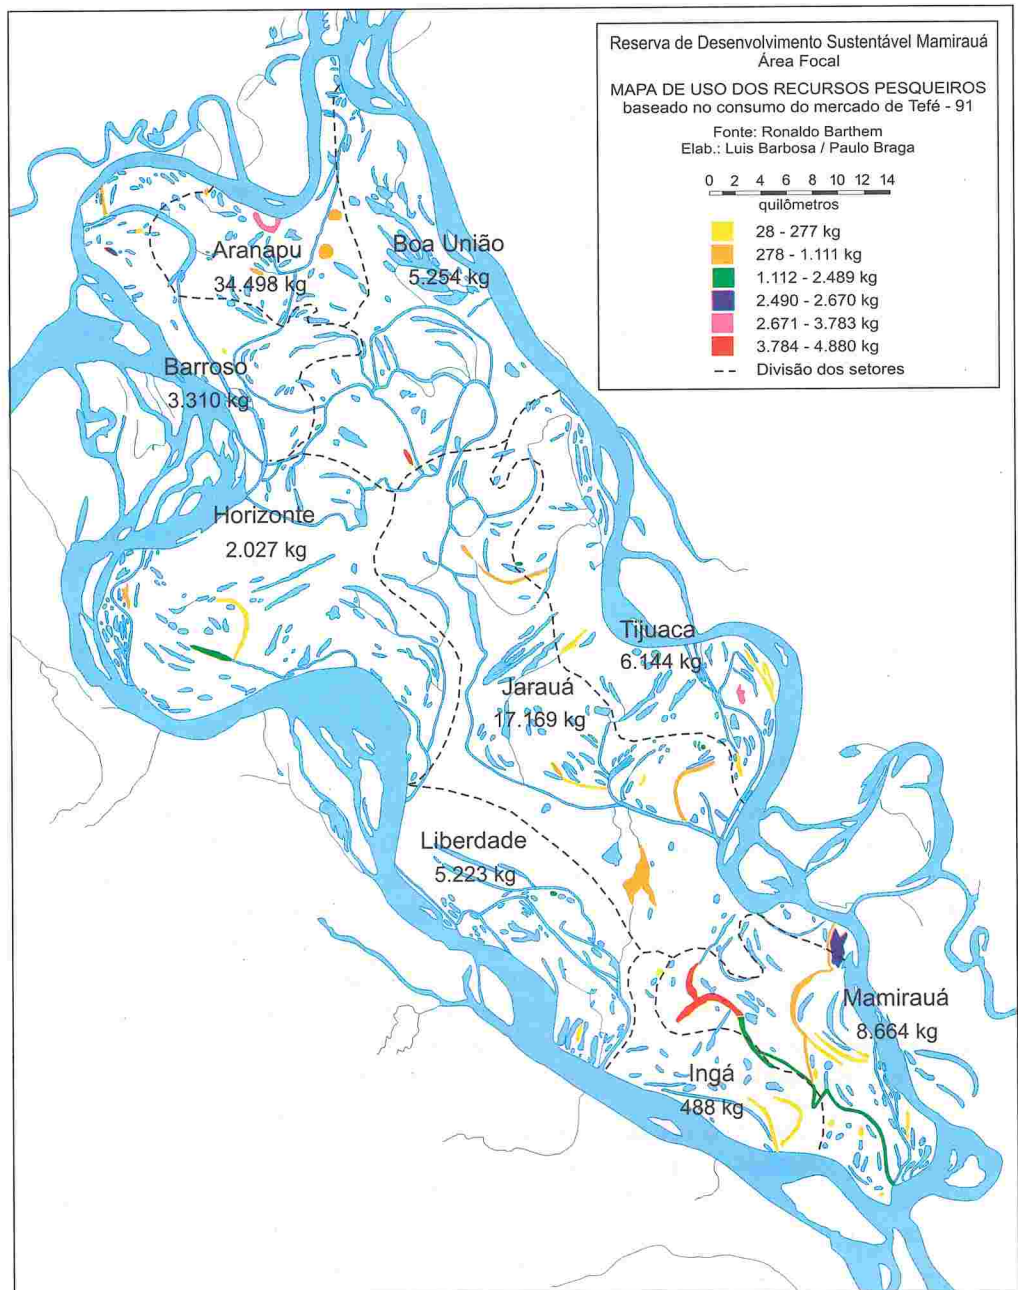 Reserva de Desenvolvimento Sustentável Mamirauá
Área Focal
MAPA DE USO DOS RECURSOS PESQUEIROS
baseado no consumo do mercado de Tefé - 91
Fonte: Ronaldo Barthem
Elab.: Luis Barbosa / Paulo Braga
0 2 4 6 8 10 12 14
quilômetros
28 - 277 kg
278 - 1.111 kg
1.112 - 2.489 kg
2.490 - 2.670 kg
2.671 - 3.783 kg
3.784 - 4.880 kg
Divisão dos setores
Aranapu
34.498 kg
Boa União
5.254 kg
Barroso
3.310 kg
Horizonte
2.027 kg
Tijuaca
6.144 kg
Jarauá
17.169 kg
Liberdade
5.223 kg
Mamirauá
8.664 kg
Ingá
488 kg